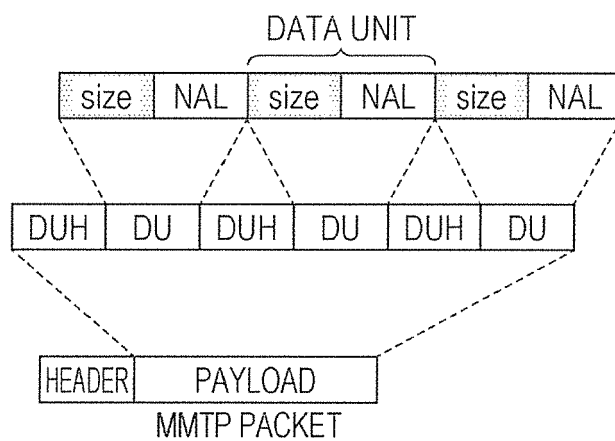 DATA UNIT
size NAL size NAL size NAL
DUH DU DUH DU DUH DU
HEADER PAYLOAD
MMTP PACKET